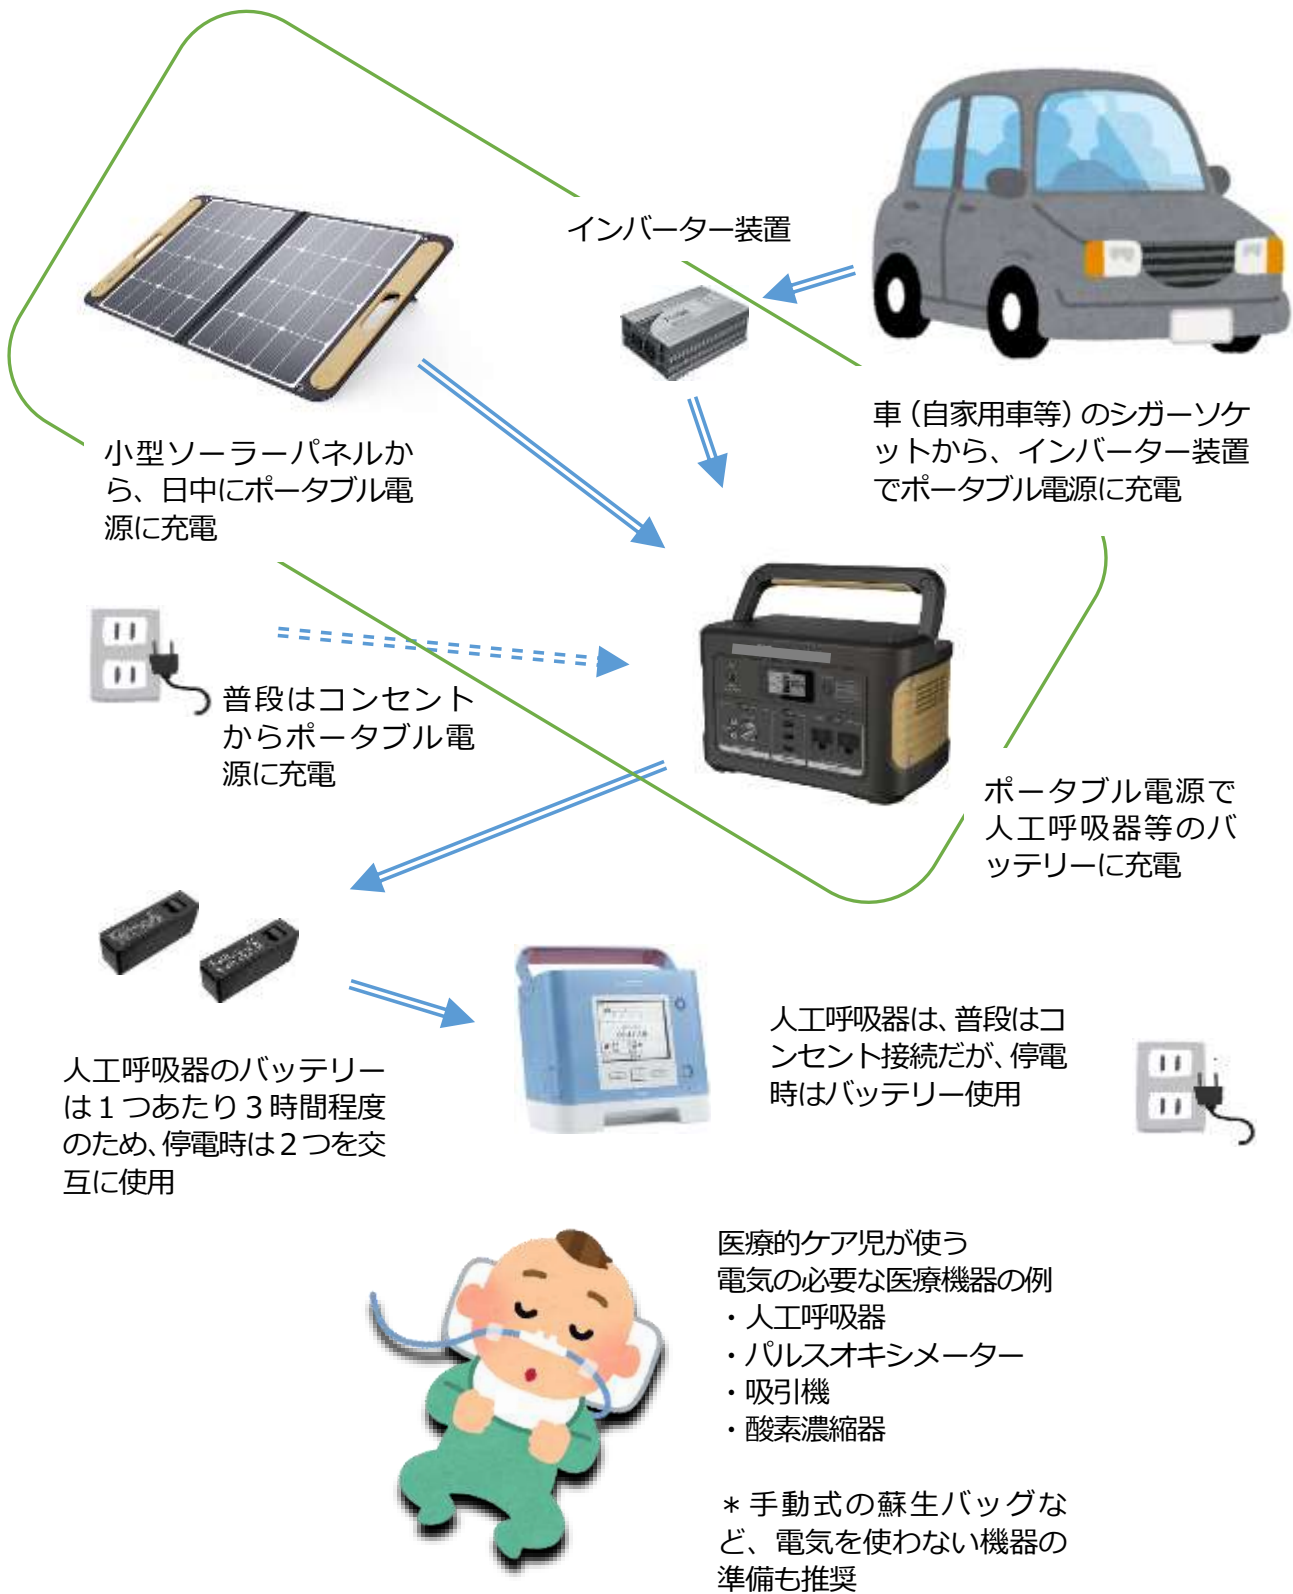 インバーター装置
車（自家用車等）のシガーソケ
ットから、インバーター装置
でポータブル電源に充電
小型ソーラーパネルか
ら、日中にポータブル電
源に充電
普段はコンセント
からポータブル電
源に充電
ポータブル電源で
人工呼吸器等のバ
ッテリーに充電
人工呼吸器は、普段はコ
ンセント接続だが、停電
時はバッテリー使用
人工呼吸器のバッテリー
は１つあたり３時間程度
のため、停電時は２つを交
互に使用
医療的ケア児が使う
電気の必要な医療機器の例
・人工呼吸器
・パルスオキシメーター
・吸引機
・酸素濃縮器
＊手動式の蘇生バッグな
ど、電気を使わない機器の
準備も推奨